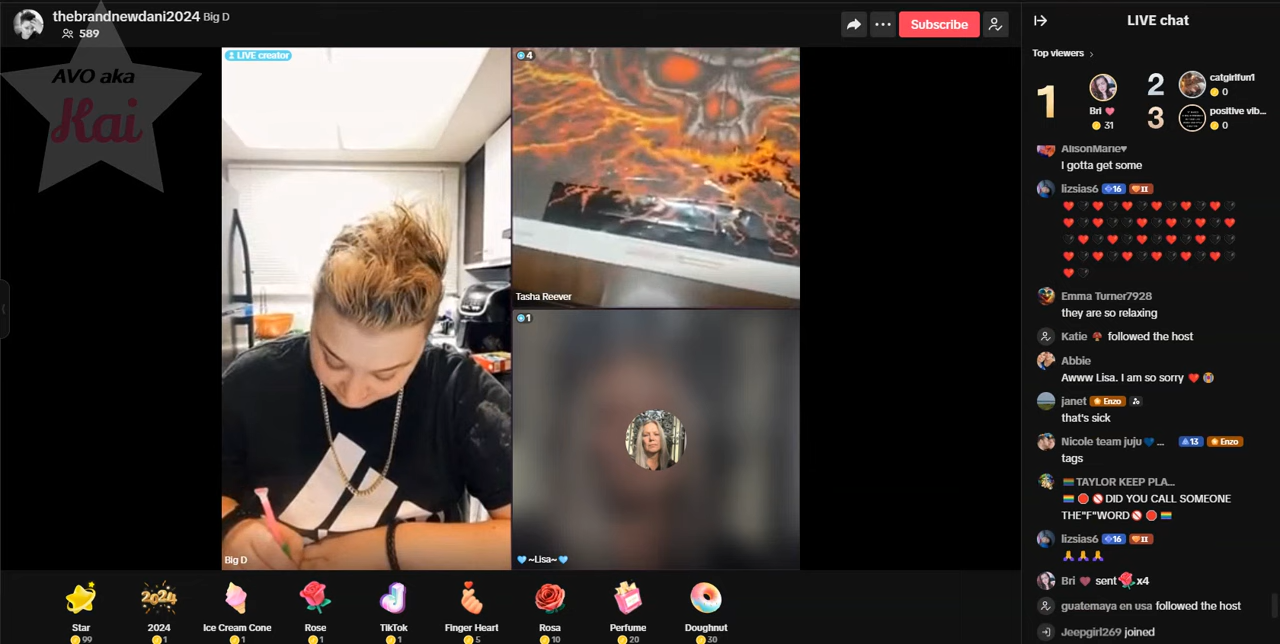 thebrandnewdani2024 Big D
589
Subscribe
LIVE chat
AVO aka
Kai
LIVE creator
4
Tasha Reever
1
Big D
~Lisa~
Top viewers
1
Bri
31
2
catgirlfun1
0
3
positive vib...
0
AlisonMarie
I gotta get some
lizsias6 16 II
Emma Turner7928
they are so relaxing
Katie followed the host
Abbie
Awww Lisa. I am so sorry
janet Enzo
that's sick
Nicole team juju ... 13 Enzo
tags
TAYLOR KEEP PLA...
DID YOU CALL SOMEONE
THE"F"WORD
lizsias6 16 II
Bri sent x4
guatemaya en usa followed the host
Jeepgirl269 joined
2024
Star
99
2024
1
Ice Cream Cone
1
Rose
1
TikTok
1
Finger Heart
5
Rosa
10
Perfume
20
Doughnut
30